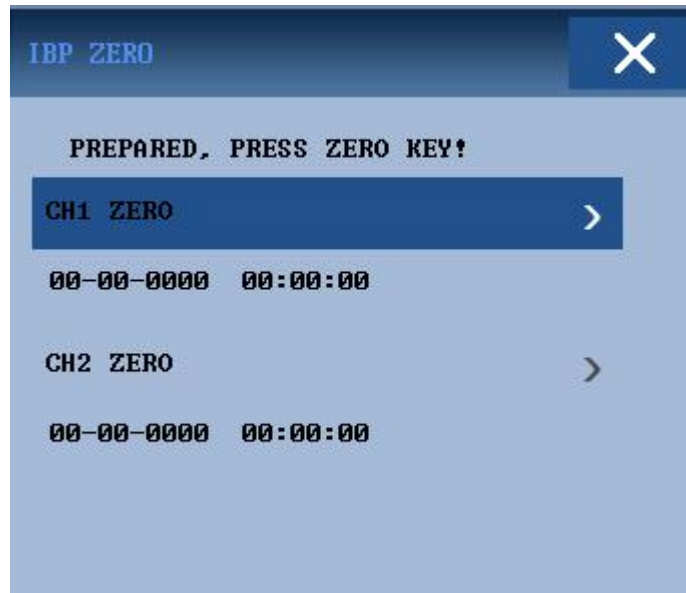 IBP ZERO
PREPARED, PRESS ZERO KEY!
CH1 ZERO
00-00-0000 00:00:00
CH2 ZERO
00-00-0000 00:00:00